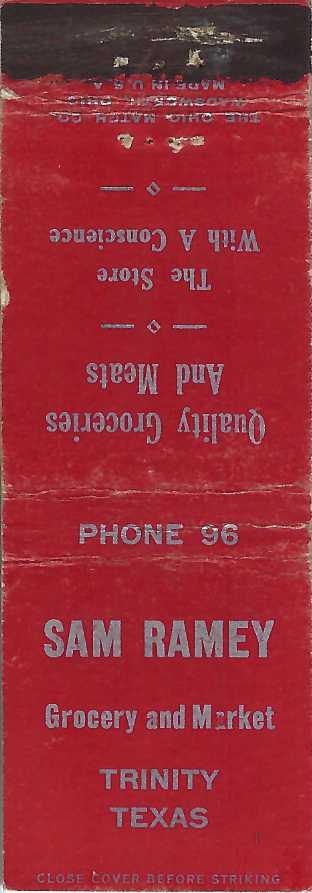 THE OHIO MATCH CO.
WADSWORTH, OHIO
MADE IN U.S.A.
Quality Groceries
And Meats
The Store
With A Conscience
PHONE 96
SAM RAMEY
Grocery and Market
TRINITY
TEXAS
CLOSE COVER BEFORE STRIKING